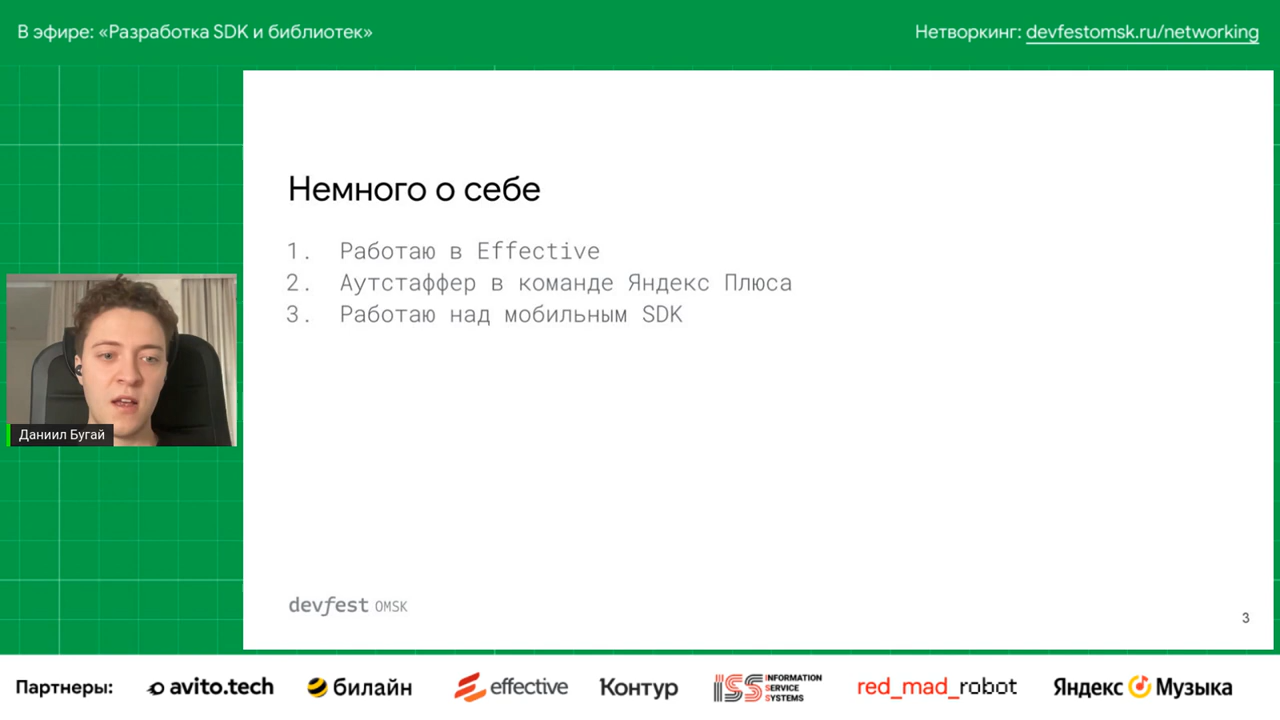 В эфире: «Разработка SDK и библиотек»
Нетворкинг: devfestomsk.ru/networking
Немного о себе
1. Работаю в Effective
2. Аутстаффер в команде Яндекс Плюса
3. Работаю над мобильным SDK
Даниил Бугай
devfest OMSK
3
Партнеры: avito.tech билайн effective Контур ISS INFORMATION SERVICE SYSTEMS red_mad_robot Яндекс Музыка